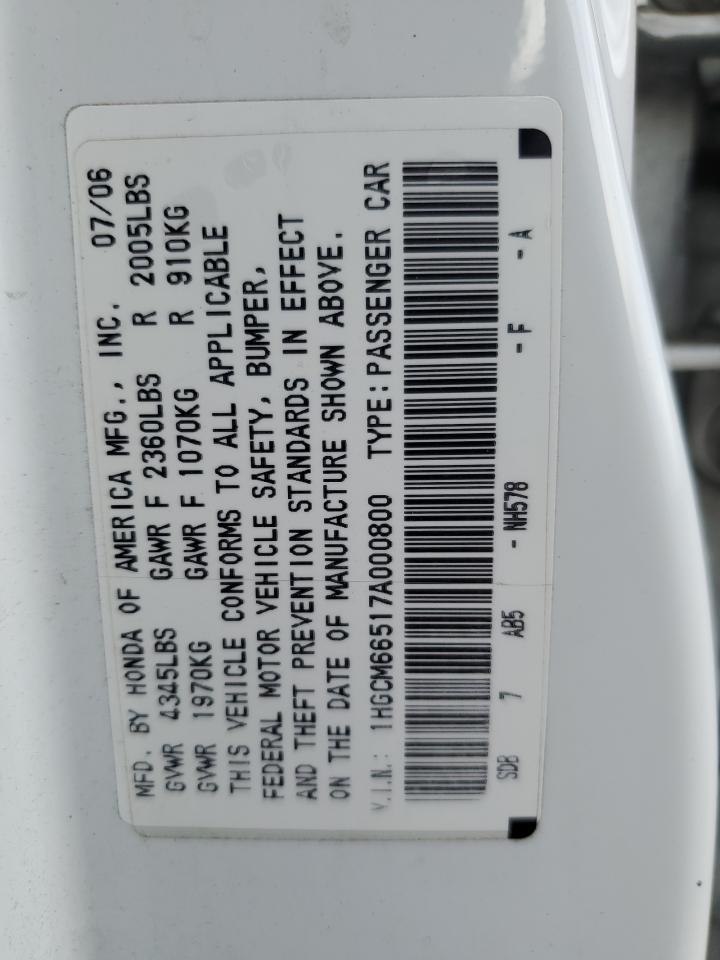 MFD. BY HONDA OF AMERICA MFG., INC. 07/06
GVWR 4345LBS GAWR F 2360LBS R 2005LBS
GVWR 1970KG GAWR F 1070KG R 910KG
THIS VEHICLE CONFORMS TO ALL APPLICABLE
FEDERAL MOTOR VEHICLE SAFETY, BUMPER,
AND THEFT PREVENTION STANDARDS IN EFFECT
ON THE DATE OF MANUFACTURE SHOWN ABOVE.
V.I.N.: 1HGCM66517A000800 TYPE:PASSENGER CAR
SDB 7 AB5 - NH578 - F - A